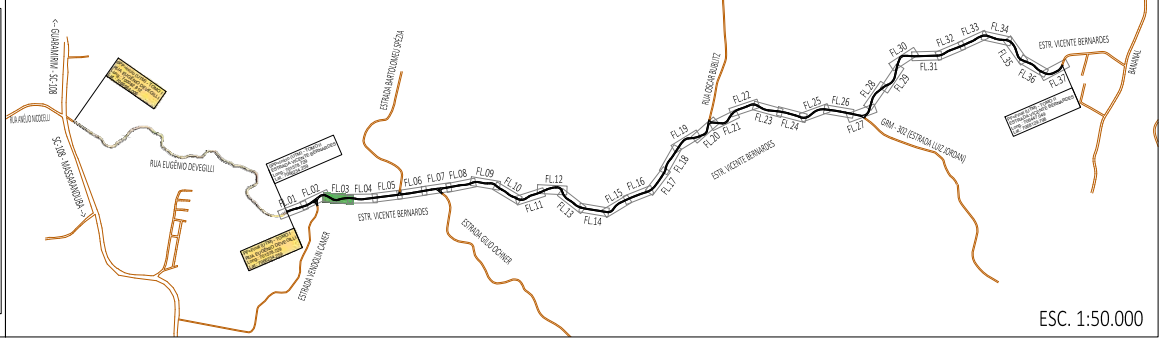 <-- GUARAMIRIM - SC-108
RUA ANÉLIO NICOCELLI
SC-108 - MASSARANDUBA -->
RUA EUGÊNIO DEVEGILLI
FL.01
FL.02
FL.03
FL.04
FL.05
FL.06
FL.07
FL.08
FL.09
FL.10
FL.11
FL.12
FL.13
FL.14
FL.15
FL.16
FL.17
FL.18
FL.19
FL.20
FL.21
FL.22
FL.23
FL.24
FL.25
FL.26
FL.27
FL.28
FL.29
FL.30
FL.31
FL.32
FL.33
FL.34
FL.35
FL.36
FL.37
ESTRADA VENDOLIN CAMER
ESTRADA BARTOLOMEU SPÉZIA
ESTR. VICENTE BERNARDES
ESTRADA GILIO OCHNER
RUA OSCAR BUBLITZ
ESTR. VICENTE BERNARDES
GRM - 302 (ESTRADA LUIZ JORDAN)
ESTR. VICENTE BERNARDES
BANANAL
ESC. 1:50.000